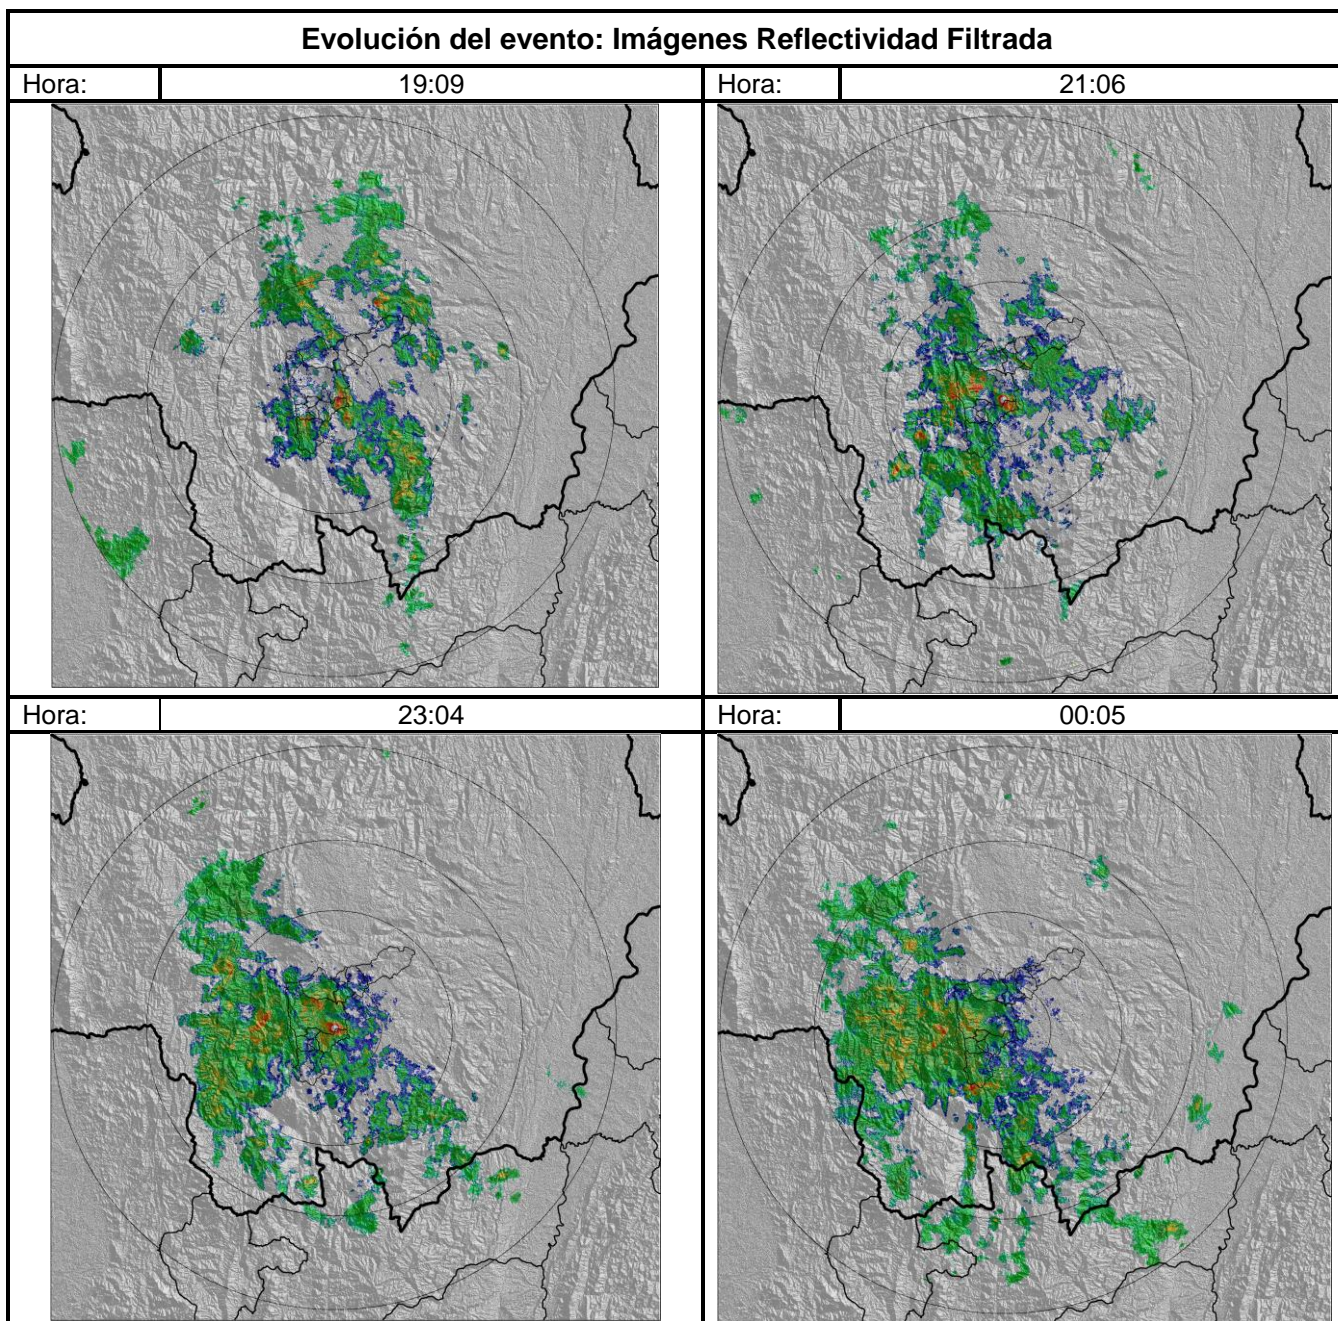 Evolución del evento: Imágenes Reflectividad Filtrada
Hora: 19:09 Hora: 21:06
Hora: 23:04 Hora: 00:05